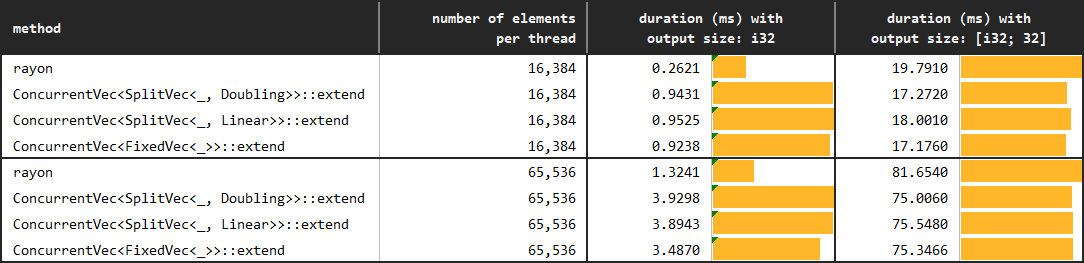 method number of elements per thread duration (ms) with output size: i32 duration (ms) with output size: [i32; 32]
rayon 16,384 0.2621 19.7910
ConcurrentVec<SplitVec<_, Doubling>>::extend 16,384 0.9431 17.2720
ConcurrentVec<SplitVec<_, Linear>>::extend 16,384 0.9525 18.0010
ConcurrentVec<FixedVec<_>>::extend 16,384 0.9238 17.1760
rayon 65,536 1.3241 81.6540
ConcurrentVec<SplitVec<_, Doubling>>::extend 65,536 3.9298 75.0060
ConcurrentVec<SplitVec<_, Linear>>::extend 65,536 3.8943 75.5480
ConcurrentVec<FixedVec<_>>::extend 65,536 3.4870 75.3466